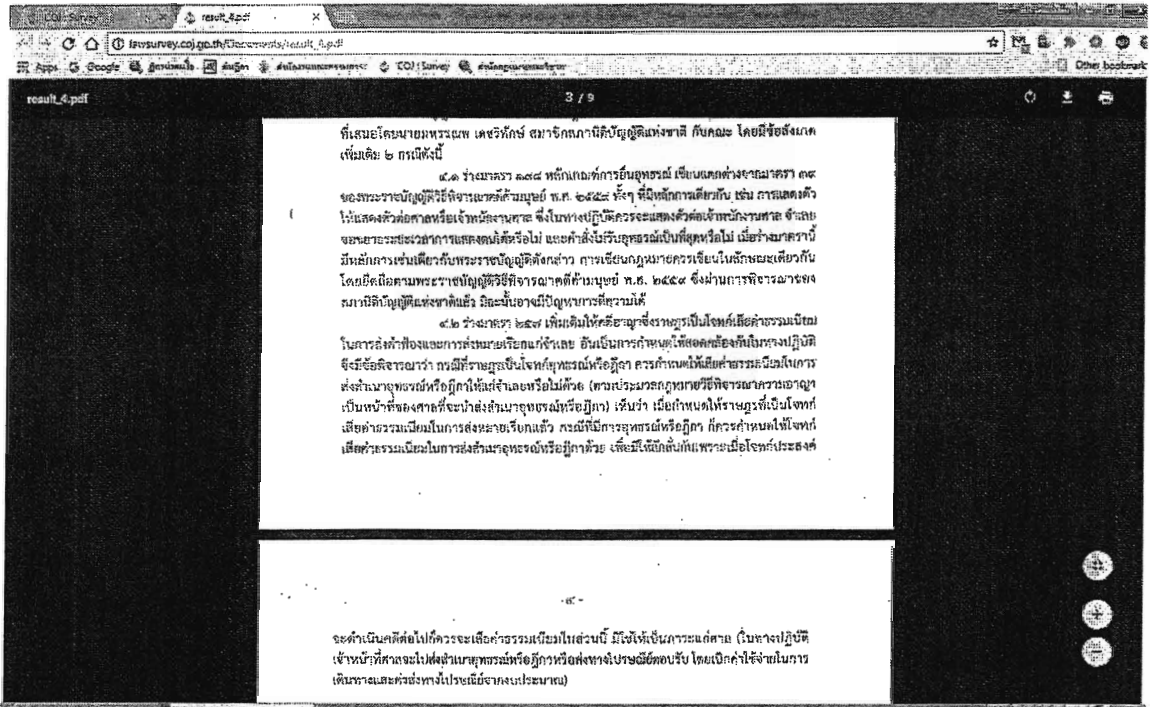 COJ Survey
result_4.pdf
lawsurvey.coj.go.th/Documents/result_4.pdf
Apps Google สำนักงานคณะกรรมการ COJ Survey Other bookmark
result_4.pdf 3 / 9
ที่เสนอโดยนายมหรรณพ เดชวิทักษ์ สมาชิกสภานิติบัญญัติแห่งชาติ กับคณะ โดยมีข้อสังเกต
เพิ่มเติม ๒ กรณีดังนี้
๔.๑ ร่างมาตรา ๑๙๘ หลักเกณฑ์การยื่นอุทธรณ์ เขียนแตกต่างจากมาตรา ๓๙
ของพระราชบัญญัติวิธีพิจารณาคดีค้ามนุษย์ พ.ศ. ๒๕๕๙ ทั้งๆ ที่มีหลักการเดียวกัน เช่น การแสดงตัว
ให้แสดงตัวต่อศาลหรือเจ้าพนักงานศาล ซึ่งในทางปฏิบัติควรจะแสดงตัวต่อเจ้าพนักงานศาล จำเลย
ขอขยายระยะเวลาการแสดงตนได้หรือไม่ และคำสั่งไม่รับอุทธรณ์เป็นที่สุดหรือไม่ เมื่อร่างมาตรานี้
มีหลักการเช่นเดียวกับพระราชบัญญัติดังกล่าว การเขียนกฎหมายควรเขียนในลักษณะเดียวกัน
โดยยึดถือตามพระราชบัญญัติวิธีพิจารณาคดีค้ามนุษย์ พ.ศ. ๒๕๕๙ ซึ่งผ่านการพิจารณาของ
สภานิติบัญญัติแห่งชาติแล้ว มิฉะนั้นอาจมีปัญหาการตีความได้
๔.๒ ร่างมาตรา ๒๕๗ เพิ่มเติมให้คดีอาญาซึ่งราษฎรเป็นโจทก์เสียค่าธรรมเนียม
ในการส่งคำฟ้องและการส่งหมายเรียกแก่จำเลย อันเป็นการกำหนดให้สอดคล้องกับในทางปฏิบัติ
จึงมีข้อพิจารณาว่า กรณีที่ราษฎรเป็นโจทก์อุทธรณ์หรือฎีกา ควรกำหนดให้เสียค่าธรรมเนียมในการ
ส่งสำเนาอุทธรณ์หรือฎีกาให้แก่จำเลยหรือไม่ด้วย (ตามประมวลกฎหมายวิธีพิจารณาความอาญา
เป็นหน้าที่ของศาลที่จะนำส่งสำเนาอุทธรณ์หรือฎีกา) เห็นว่า เมื่อกำหนดให้ราษฎรที่เป็นโจทก์
เสียค่าธรรมเนียมในการส่งหมายเรียกแล้ว กรณีที่มีการอุทธรณ์หรือฎีกา ก็ควรกำหนดให้โจทก์
เสียค่าธรรมเนียมในการส่งสำเนาอุทธรณ์หรือฎีกาด้วย เพื่อมิให้ลักลั่นกันเพราะเมื่อโจทก์ประสงค์
จะดำเนินคดีต่อไปก็ควรจะเสียค่าธรรมเนียมในส่วนนี้ มิใช่ให้เป็นภาระแก่ศาล (ในทางปฏิบัติ
เจ้าหน้าที่ศาลจะไปส่งสำเนาอุทธรณ์หรือฎีกาหรือส่งทางไปรษณีย์ตอบรับ โดยเบิกค่าใช้จ่ายในการ
เดินทางและค่าส่งทางไปรษณีย์จากงบประมาณ)